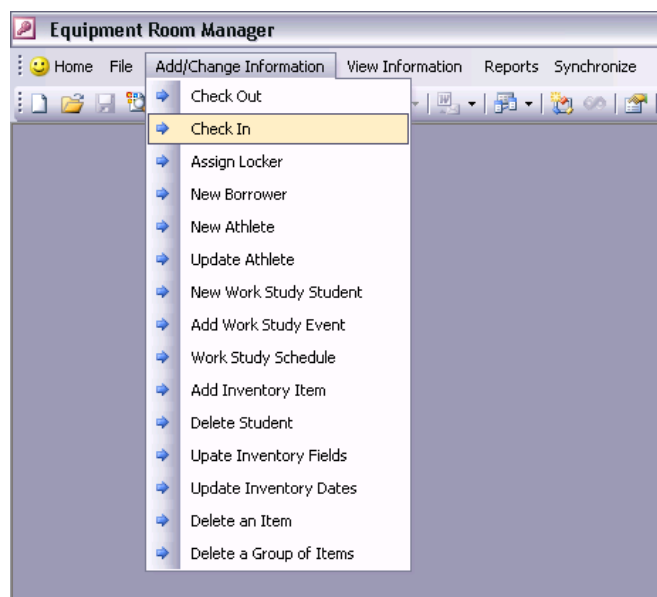 Equipment Room Manager
Home File Add/Change Information View Information Reports Synchronize
Check Out
Check In
Assign Locker
New Borrower
New Athlete
Update Athlete
New Work Study Student
Add Work Study Event
Work Study Schedule
Add Inventory Item
Delete Student
Upate Inventory Fields
Update Inventory Dates
Delete an Item
Delete a Group of Items